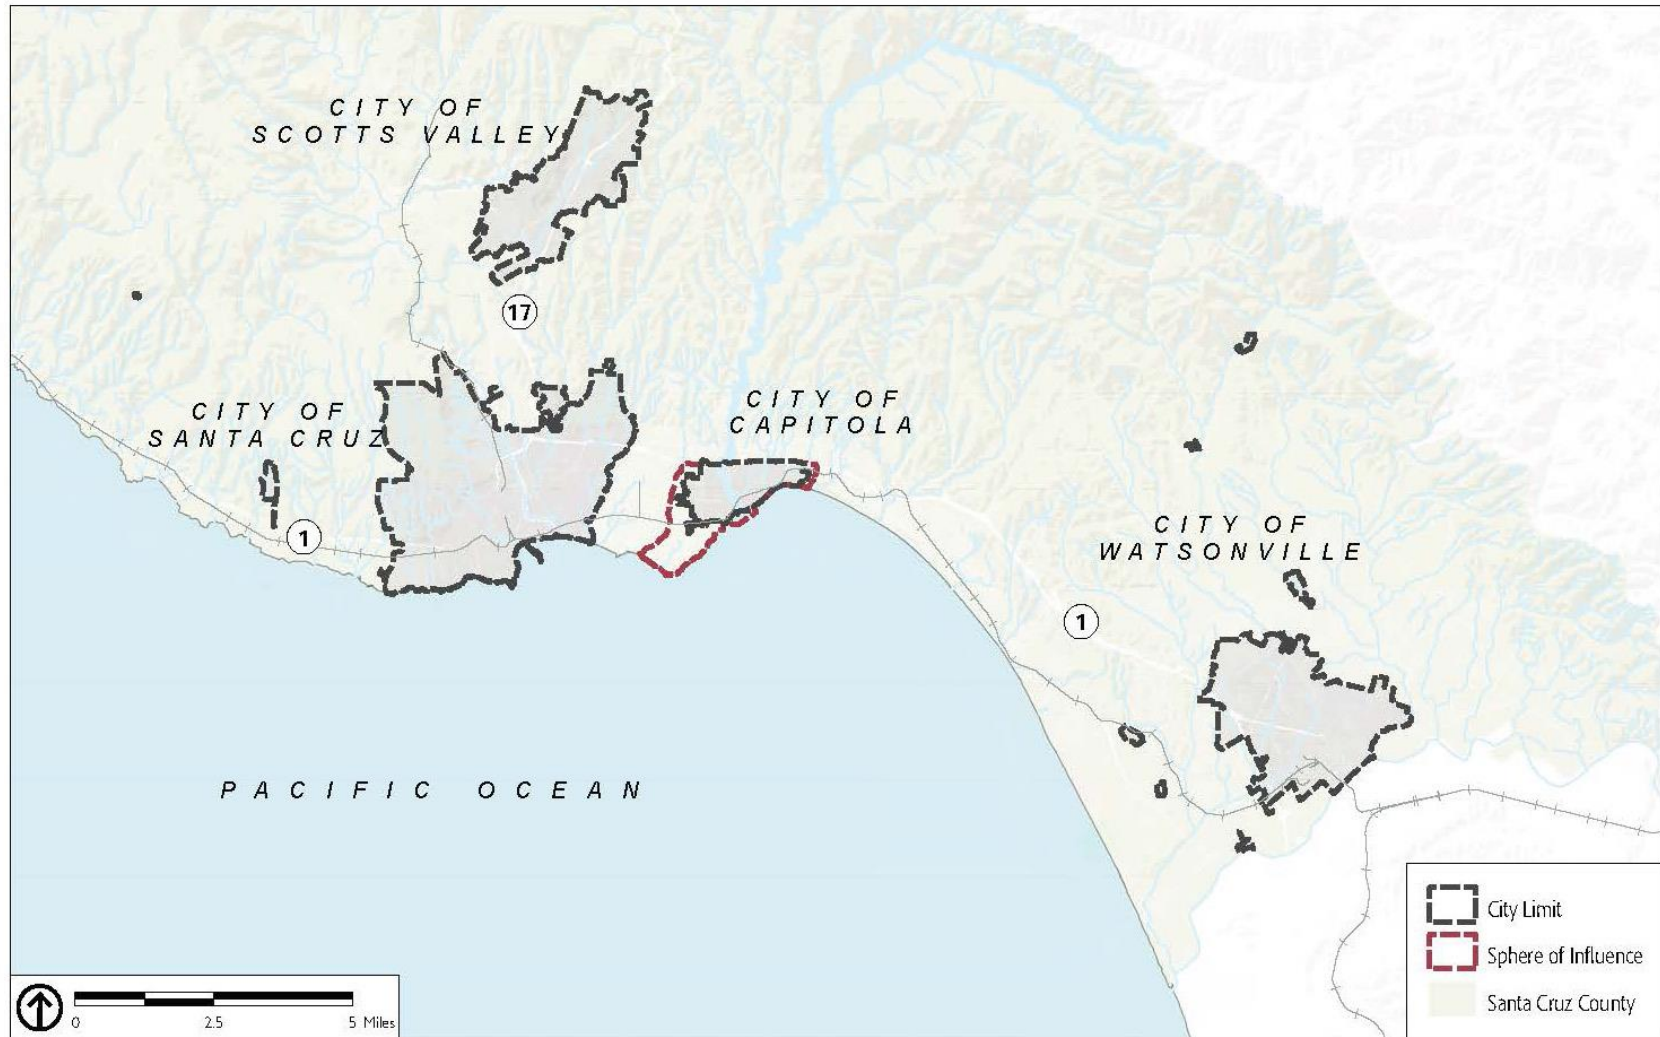 CITY OF
SCOTTS VALLEY
17
CITY OF
SANTA CRUZ
CITY OF
CAPITOLA
1
CITY OF
WATSONVILLE
1
PACIFIC OCEAN
City Limit
Sphere of Influence
Santa Cruz County
0 2.5 5 Miles